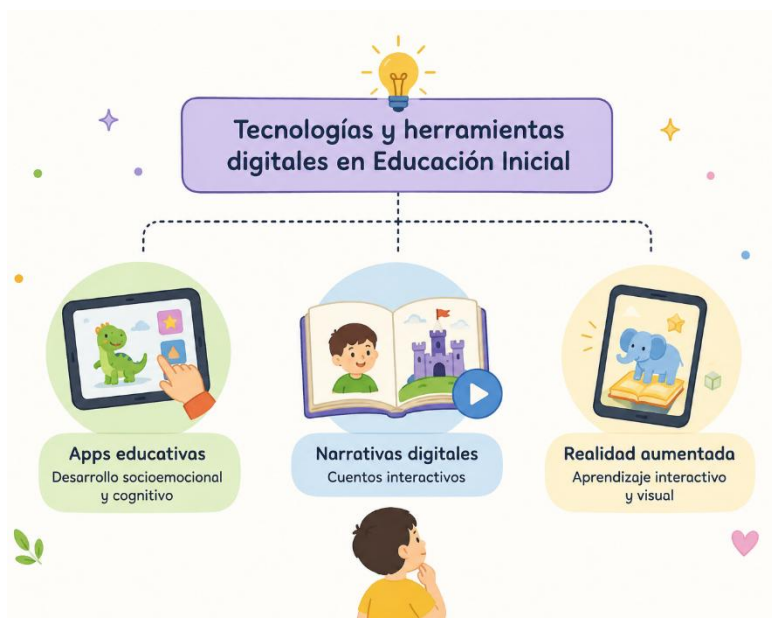 Tecnologías y herramientas
digitales en Educación Inicial
Apps educativas
Desarrollo socioemocional
y cognitivo
Narrativas digitales
Cuentos interactivos
Realidad aumentada
Aprendizaje interactivo
y visual